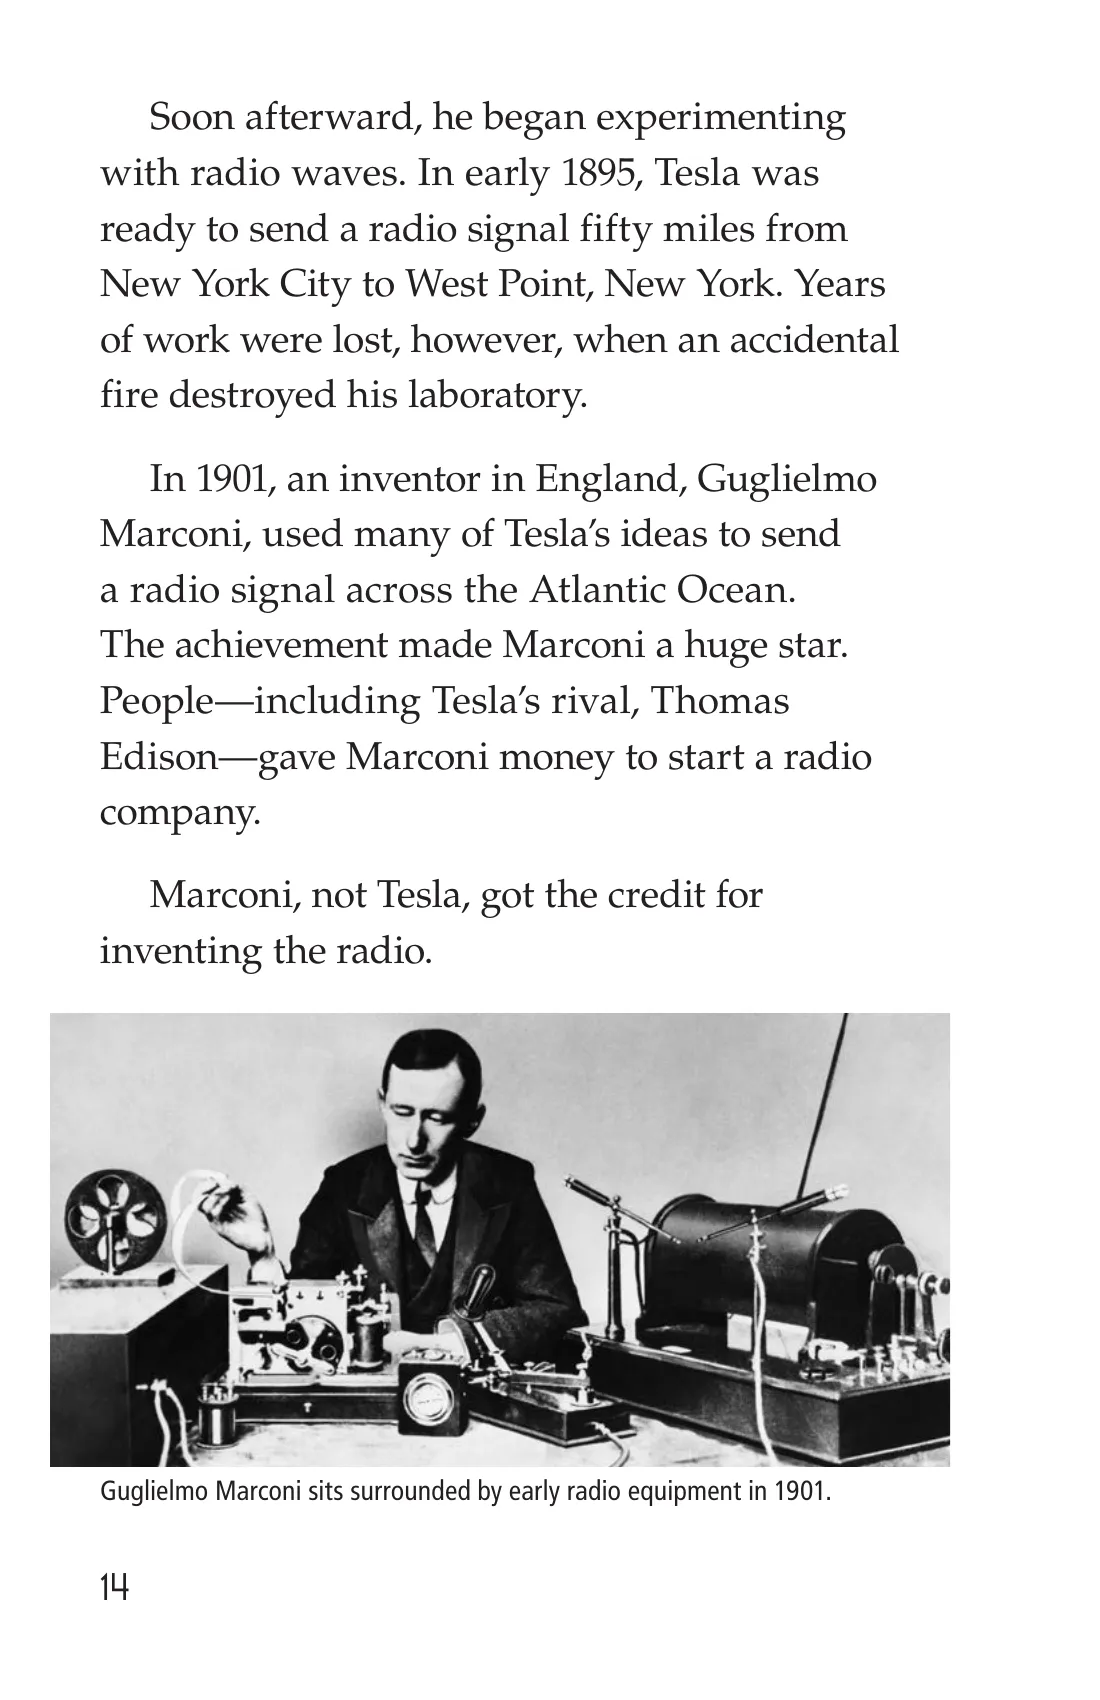 Soon afterward, he began experimenting
with radio waves. In early 1895, Tesla was
ready to send a radio signal fifty miles from
New York City to West Point, New York. Years
of work were lost, however, when an accidental
fire destroyed his laboratory.
In 1901, an inventor in England, Guglielmo
Marconi, used many of Tesla’s ideas to send
a radio signal across the Atlantic Ocean.
The achievement made Marconi a huge star.
People—including Tesla’s rival, Thomas
Edison—gave Marconi money to start a radio
company.
Marconi, not Tesla, got the credit for
inventing the radio.
Guglielmo Marconi sits surrounded by early radio equipment in 1901.
14